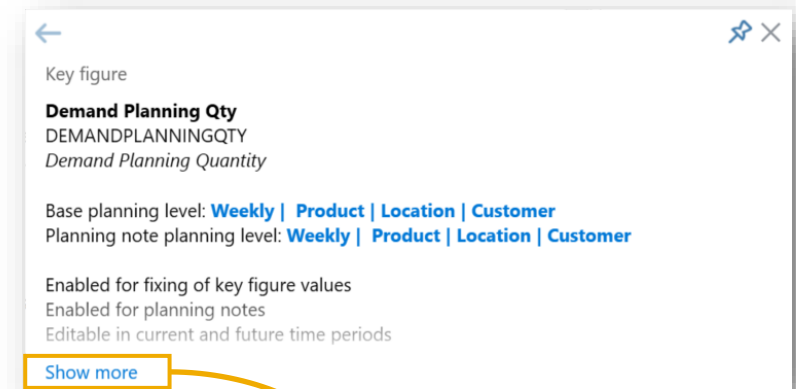 Key figure
Demand Planning Qty
DEMANDPLANNINGQTY
Demand Planning Quantity
Base planning level: Weekly | Product | Location | Customer
Planning note planning level: Weekly | Product | Location | Customer
Enabled for fixing of key figure values
Enabled for planning notes
Editable in current and future time periods
Show more